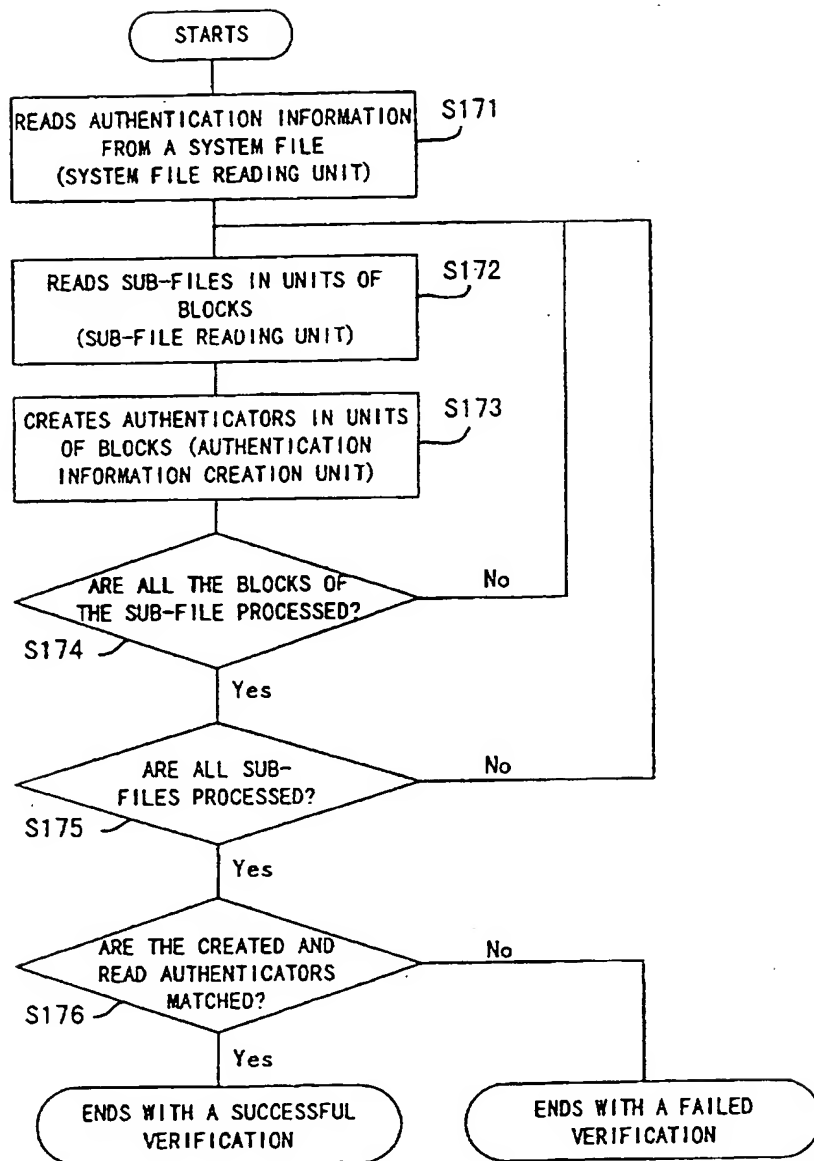 STARTS
READS AUTHENTICATION INFORMATION
FROM A SYSTEM FILE
(SYSTEM FILE READING UNIT)
S171
READS SUB-FILES IN UNITS OF
BLOCKS
(SUB-FILE READING UNIT)
S172
CREATES AUTHENTICATORS IN UNITS
OF BLOCKS (AUTHENTICATION
INFORMATION CREATION UNIT)
S173
ARE ALL THE BLOCKS OF
THE SUB-FILE PROCESSED?
No
S174
Yes
ARE ALL SUB-
FILES PROCESSED?
No
S175
Yes
ARE THE CREATED AND
READ AUTHENTICATORS
MATCHED?
No
S176
Yes
ENDS WITH A SUCCESSFUL
VERIFICATION
ENDS WITH A FAILED
VERIFICATION